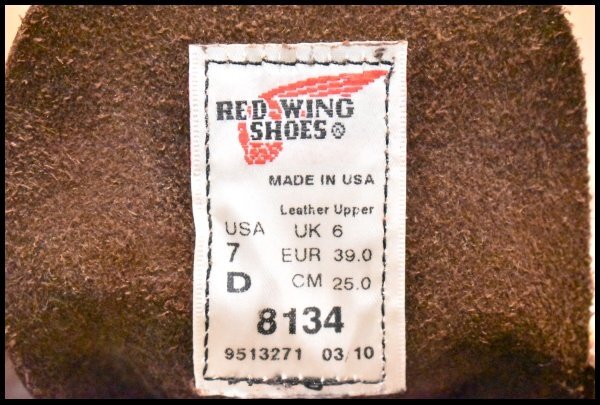 RED WING
SHOES®
MADE IN USA
Leather Upper
USA UK 6
7 EUR 39.0
D CM 25.0
8134
9513271 03/10